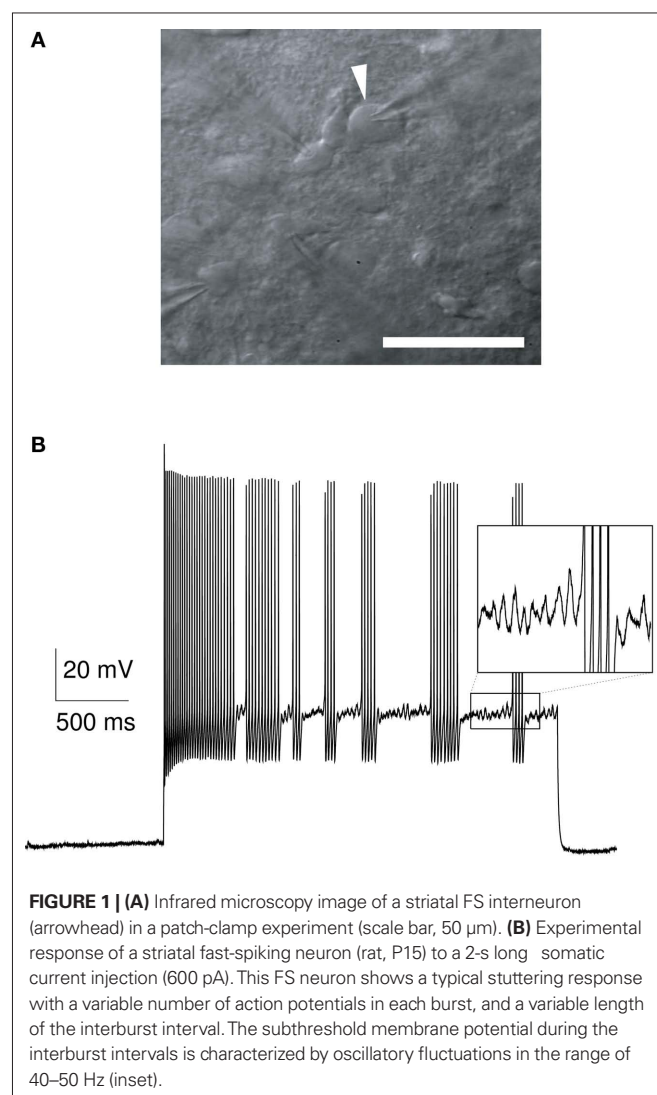 A
B
20 mV
500 ms
FIGURE 1 | (A) Infrared microscopy image of a striatal FS interneuron
(arrowhead) in a patch-clamp experiment (scale bar, 50 μm). (B) Experimental
response of a striatal fast-spiking neuron (rat, P15) to a 2-s long somatic
current injection (600 pA). This FS neuron shows a typical stuttering response
with a variable number of action potentials in each burst, and a variable length
of the interburst interval. The subthreshold membrane potential during the
interburst intervals is characterized by oscillatory fluctuations in the range of
40–50 Hz (inset).